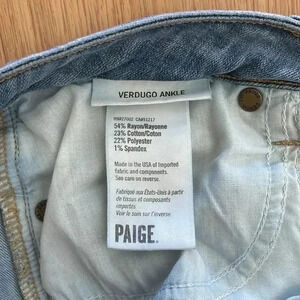 VERDUGO ANKLE
54% Rayon/Rayonne
23% Cotton/Coton
22% Polyester
1% Spandex
Made in the USA of Imported
fabric and components.
See care on reverse.
Fabriqué aux États-Unis à partir
de tissus et composants
importés
Voir le soin sur l'inverse.
PAIGE.